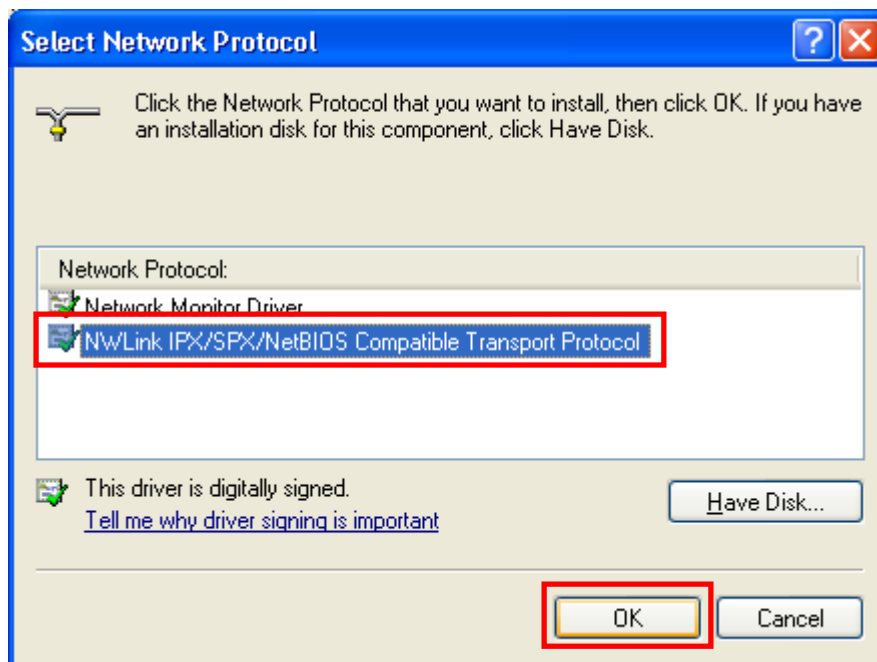 Select Network Protocol
Click the Network Protocol that you want to install, then click OK. If you have
an installation disk for this component, click Have Disk.
Network Protocol:
Network Monitor Driver
NWLink IPX/SPX/NetBIOS Compatible Transport Protocol
This driver is digitally signed.
Tell me why driver signing is important
Have Disk...
OK
Cancel